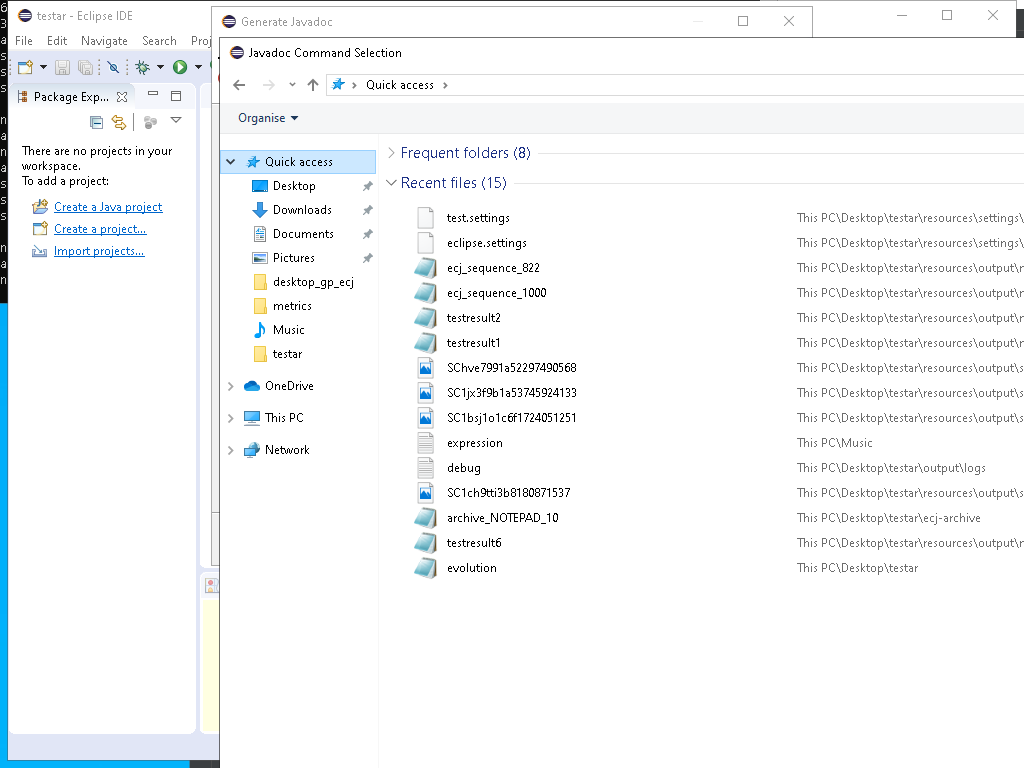 testar - Eclipse IDE
Generate Javadoc
File Edit Navigate Search Proj
Javadoc Command Selection
Quick access
Package Exp...
Organise
There are no projects in your
workspace.
To add a project:
Create a Java project
Create a project...
Import projects...
Quick access
Desktop
Downloads
Documents
Pictures
desktop_gp_ecj
metrics
Music
testar
OneDrive
This PC
Network
Frequent folders (8)
Recent files (15)
test.settings This PC\Desktop\testar\resources\settings\
eclipse.settings This PC\Desktop\testar\resources\settings\
ecj_sequence_822 This PC\Desktop\testar\resources\output\r
ecj_sequence_1000 This PC\Desktop\testar\resources\output\r
testresult2 This PC\Desktop\testar\resources\output\r
testresult1 This PC\Desktop\testar\resources\output\r
SChve7991a52297490568 This PC\Desktop\testar\resources\output\s
SC1jx3f9b1a53745924133 This PC\Desktop\testar\resources\output\s
SC1bsj1o1c6f1724051251 This PC\Desktop\testar\resources\output\s
expression This PC\Music
debug This PC\Desktop\testar\output\logs
SC1ch9tti3b8180871537 This PC\Desktop\testar\resources\output\s
archive_NOTEPAD_10 This PC\Desktop\testar\ecj-archive
testresult6 This PC\Desktop\testar\resources\output\r
evolution This PC\Desktop\testar